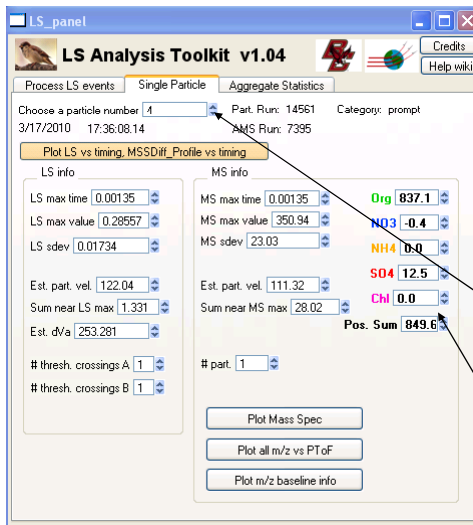 LS_panel
LS Analysis Toolkit v1.04
Credits
Help wiki
Process LS events Single Particle Aggregate Statistics
Choose a particle number 4 Part. Run: 14561 Category: prompt
3/17/2010 17:36:08.14 AMS Run: 7395
Plot LS vs timing, MSSDiff_Profile vs timing
LS info
LS max time 0.00135
LS max value 0.28557
LS sdev 0.01734
Est. part. vel. 122.04
Sum near LS max 1.331
Est. dVa 253.281
# thresh. crossings A 1
# thresh. crossings B 1
MS info
MS max time 0.00135
MS max value 350.94
MS sdev 23.03
Est. part. vel. 111.32
Sum near MS max 28.02
# part. 1
Org 837.1
NO3 -0.4
NH4 0.0
SO4 12.5
Chl 0.0
Pos. Sum 849.6
Plot Mass Spec
Plot all m/z vs PToF
Plot m/z baseline info